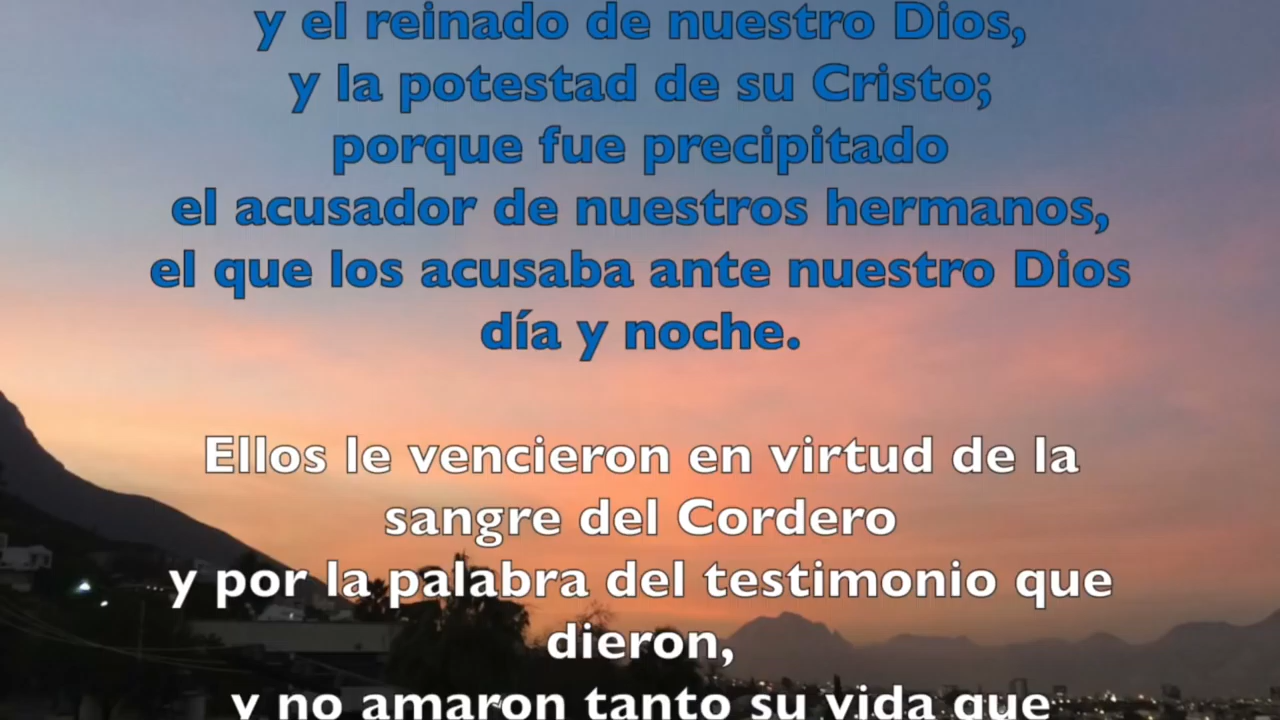 y el reinado de nuestro Dios,
y la potestad de su Cristo;
porque fue precipitado
el acusador de nuestros hermanos,
el que los acusaba ante nuestro Dios
día y noche.
Ellos le vencieron en virtud de la
sangre del Cordero
y por la palabra del testimonio que
dieron,
y no amaron tanto su vida que